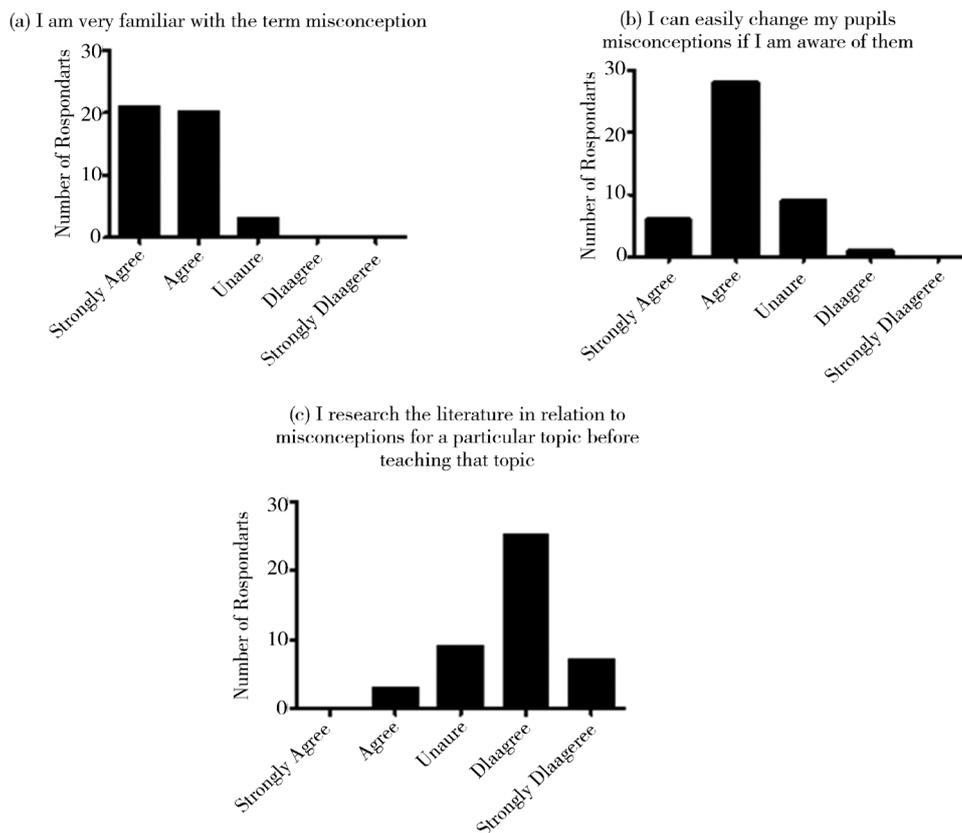 (a) I am very familiar with the term misconception
30
20
10
0
Number of Rospondarts
Strongly Agree
Agree
Unaure
Dlaagree
Strongly Dlaageree
(b) I can easily change my pupils
misconceptions if I am aware of them
30
20
10
0
Number of Rospondarts
Strongly Agree
Agree
Unaure
Dlaagree
Strongly Dlaageree
(c) I research the literature in relation to
misconceptions for a particular topic before
teaching that topic
30
20
10
0
Number of Rospondarts
Strongly Agree
Agree
Unaure
Dlaagree
Strongly Dlaageree